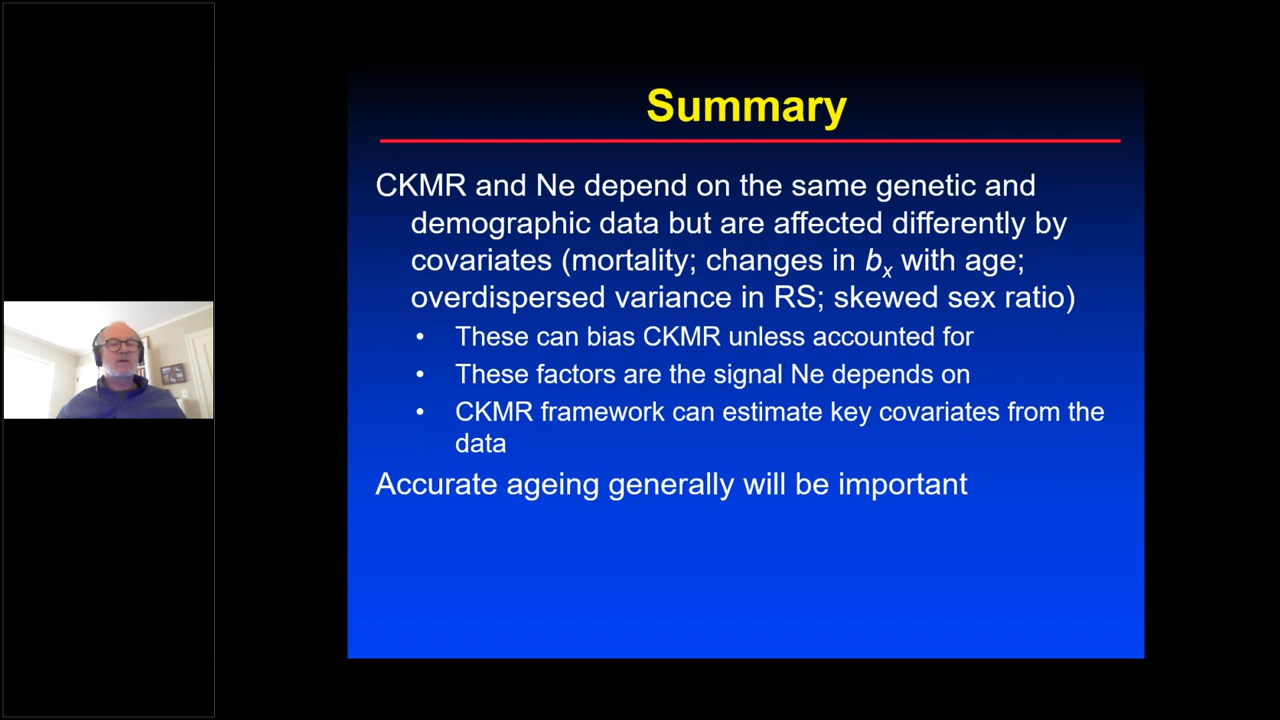 Summary
CKMR and Ne depend on the same genetic and
demographic data but are affected differently by
covariates (mortality; changes in bx with age;
overdispersed variance in RS; skewed sex ratio)
• These can bias CKMR unless accounted for
• These factors are the signal Ne depends on
• CKMR framework can estimate key covariates from the
data
Accurate ageing generally will be important